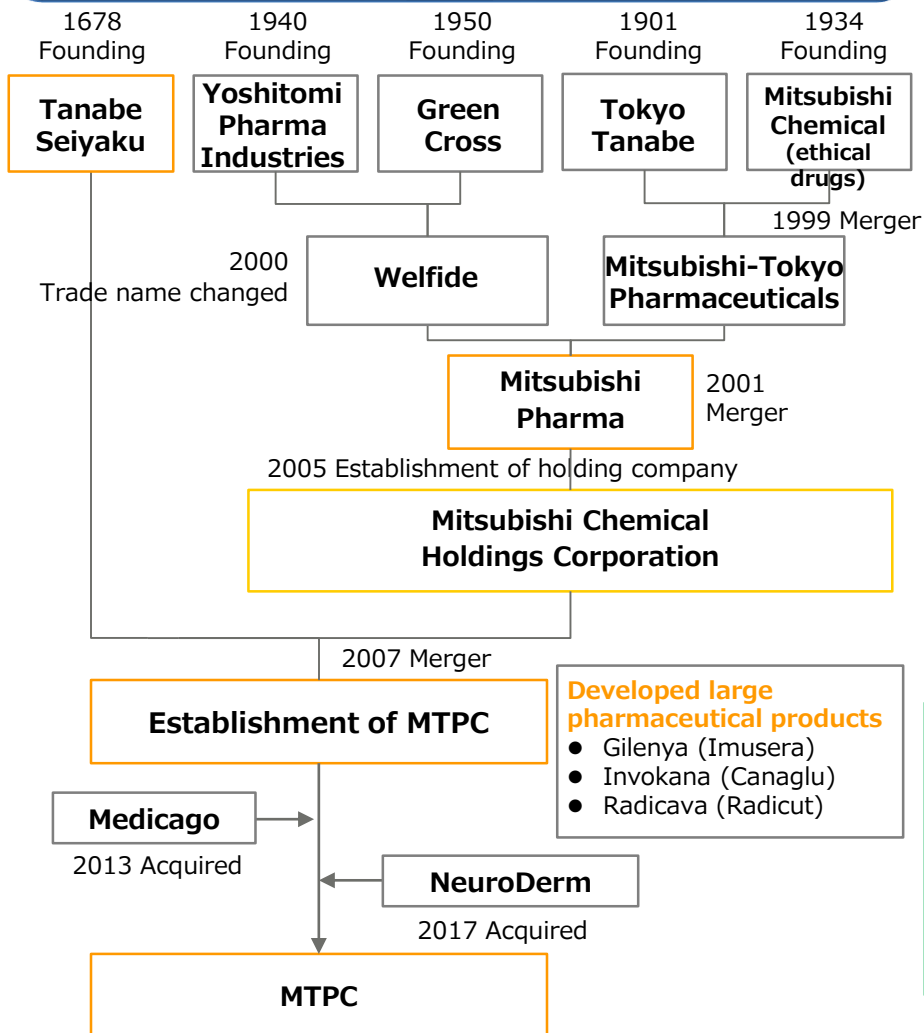 1678
Founding
1940
Founding
1950
Founding
1901
Founding
1934
Founding
Tanabe
Seiyaku
Yoshitomi
Pharma
Industries
Green
Cross
Tokyo
Tanabe
Mitsubishi
Chemical
(ethical
drugs)
1999 Merger
2000
Trade name changed
Welfide
Mitsubishi-Tokyo
Pharmaceuticals
Mitsubishi
Pharma
2001
Merger
2005 Establishment of holding company
Mitsubishi Chemical
Holdings Corporation
2007 Merger
Establishment of MTPC
Developed large
pharmaceutical products
● Gilenya (Imusera)
● Invokana (Canaglu)
● Radicava (Radicut)
Medicago
2013 Acquired
NeuroDerm
2017 Acquired
MTPC